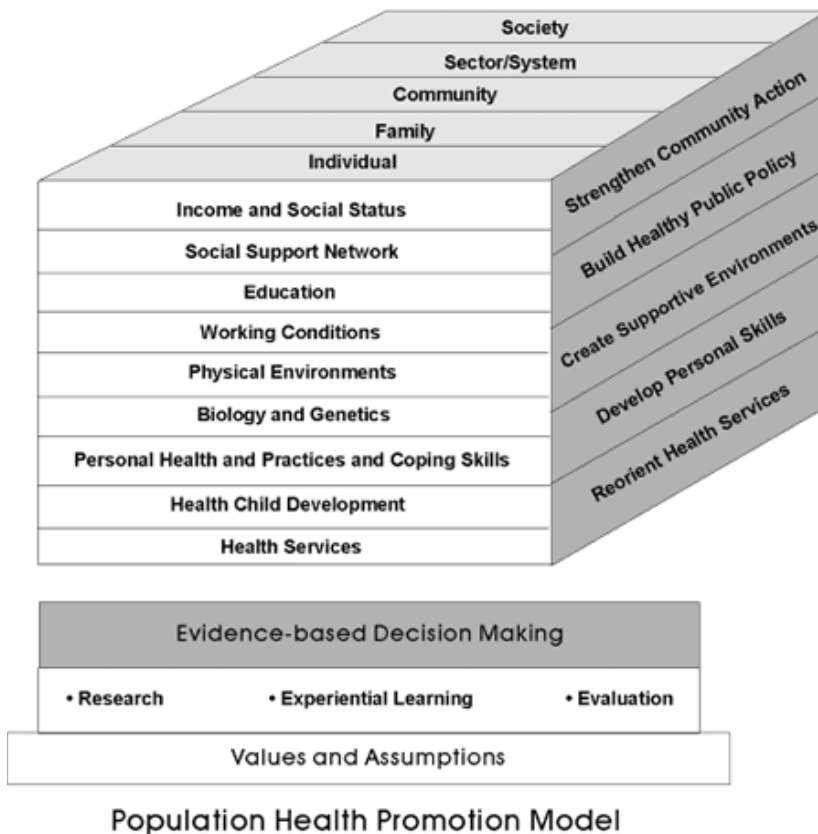 Society
Sector/System
Community
Family
Individual
Income and Social Status
Social Support Network
Education
Working Conditions
Physical Environments
Biology and Genetics
Personal Health and Practices and Coping Skills
Health Child Development
Health Services
Strengthen Community Action
Build Healthy Public Policy
Create Supportive Environments
Develop Personal Skills
Reorient Health Services
Evidence-based Decision Making
• Research • Experiential Learning • Evaluation
Values and Assumptions
Population Health Promotion Model